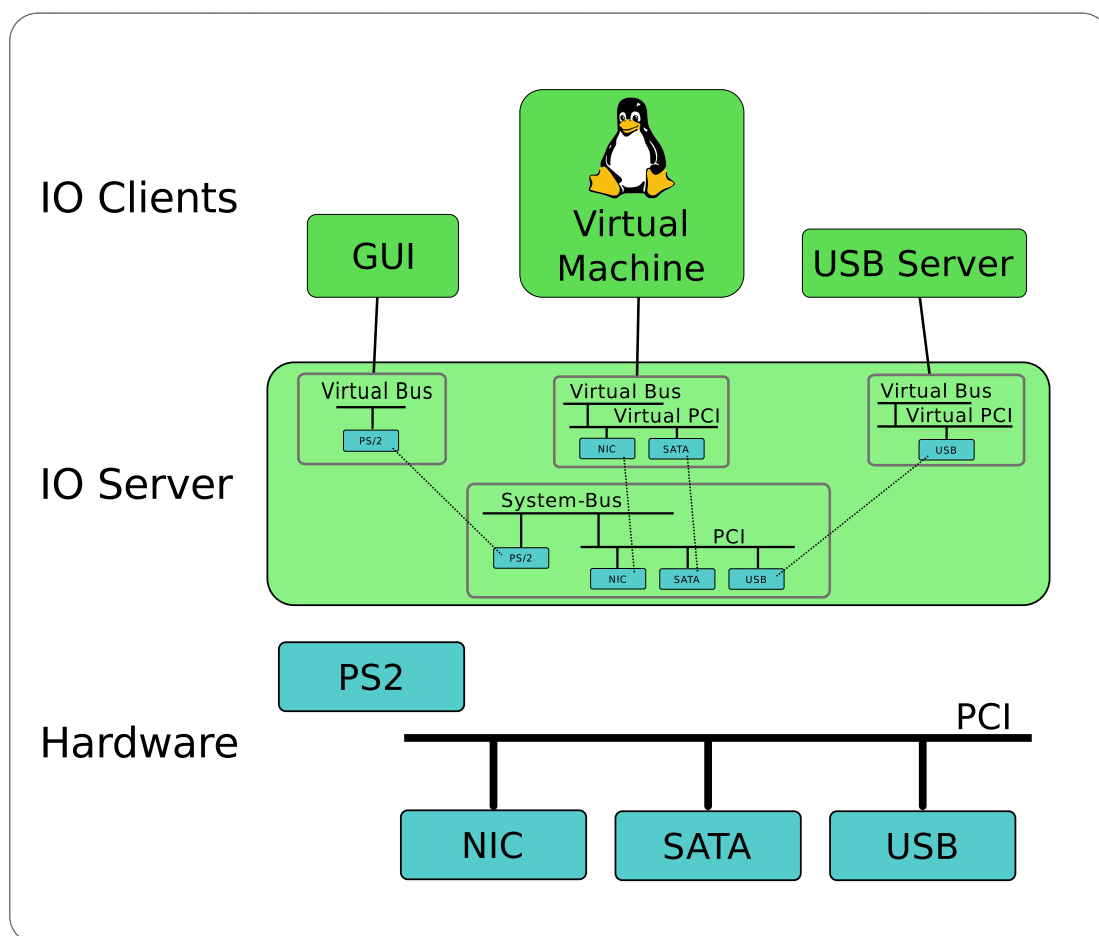 IO Clients
GUI
Virtual
Machine
USB Server
IO Server
Virtual Bus
PS/2
Virtual Bus
Virtual PCI
NIC
SATA
Virtual Bus
Virtual PCI
USB
System-Bus
PS/2
PCI
NIC
SATA
USB
Hardware
PS2
PCI
NIC
SATA
USB